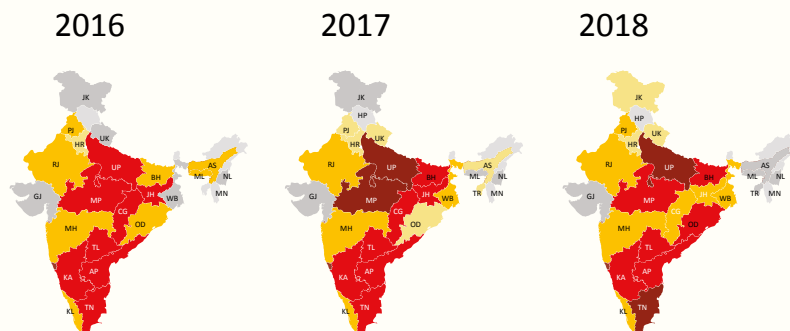 2016
2017
2018
JK
PJ
HR
UK
RJ
UP
BH
AS
ML
NL
MN
GJ
MP
JH
WB
CG
OD
MH
TL
KA
AP
KL
TN
JK
HP
PJ
HR
UK
RJ
UP
BH
AS
ML
NL
TR
MN
GJ
MP
JH
WB
CG
OD
MH
TL
KA
AP
KL
TN
JK
HP
PJ
HR
UK
RJ
UP
BH
AS
ML
NL
TR
MN
GJ
MP
JH
WB
CG
OD
MH
TL
KA
AP
KL
TN